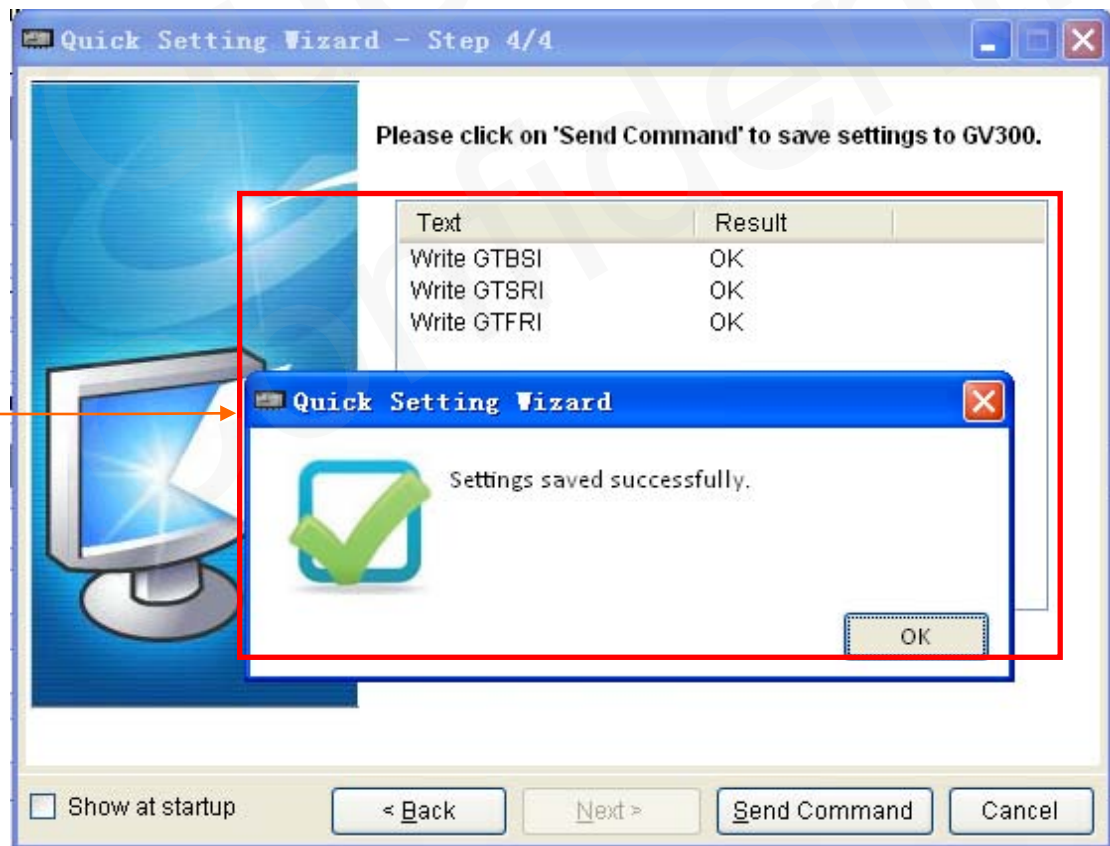 Quick Setting Wizard - Step 4/4
Please click on 'Send Command' to save settings to GV300.
Text Result
Write GTBSI OK
Write GTSRI OK
Write GTFRI OK
Quick Setting Wizard
Settings saved successfully.
OK
Show at startup < Back Next > Send Command Cancel